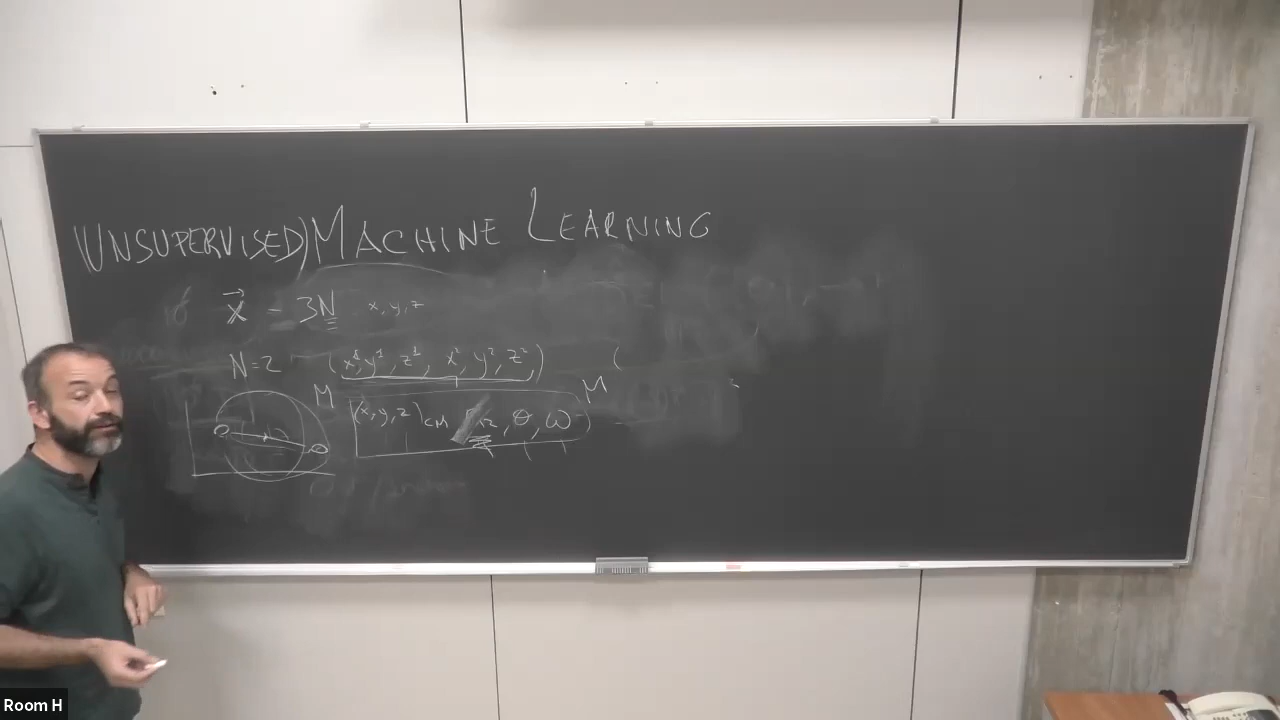 (UNSUPERVISED) MACHINE LEARNING
x⃗ - 3N x, y, z
N=2 (x¹, y¹, z¹, x², y², z²) (
M (x, y, z)CM , θ, ω M
Room H